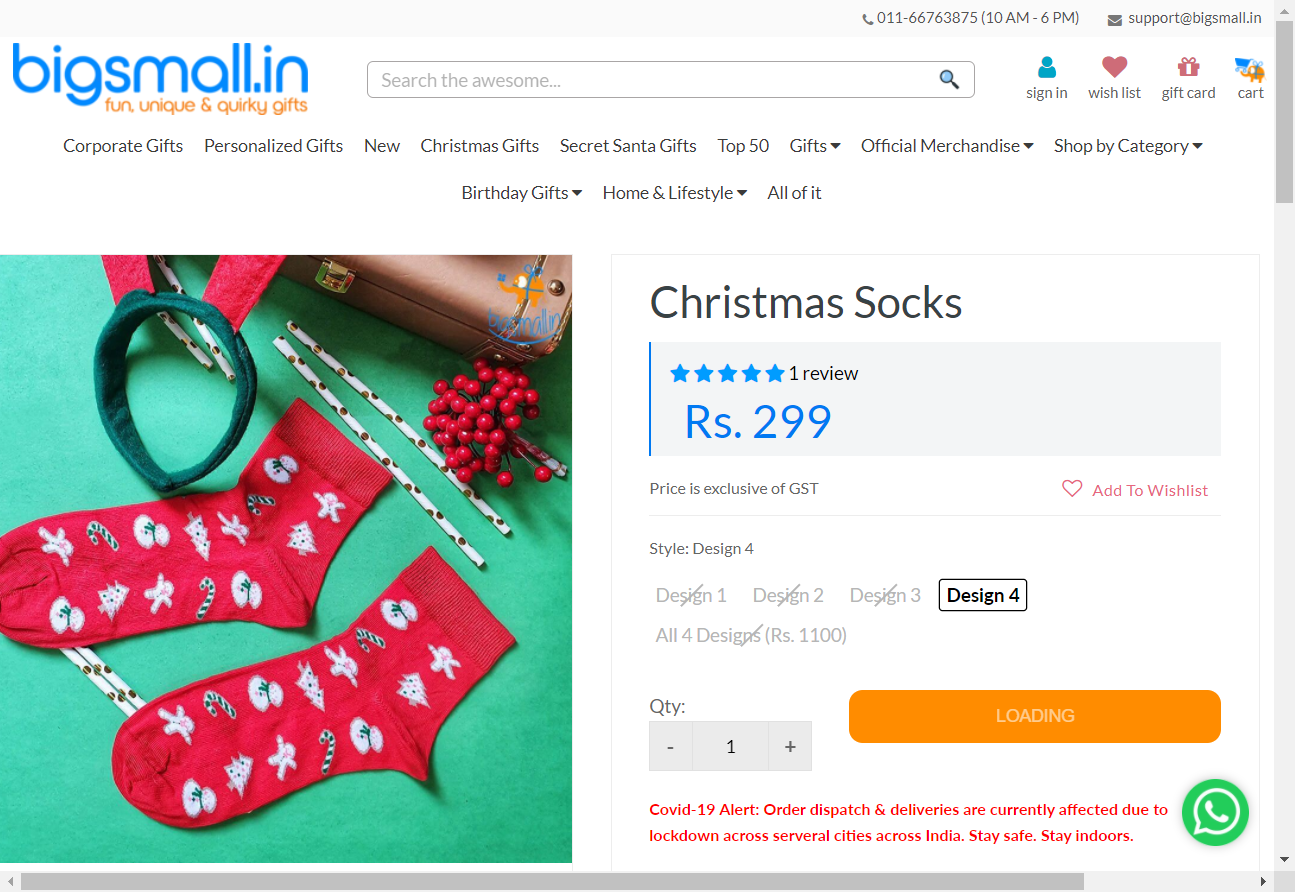 011-66763875 (10 AM - 6 PM) support@bigsmall.in
bigsmall.in
fun, unique & quirky gifts
Search the awesome...
sign in wish list gift card cart
Corporate Gifts Personalized Gifts New Christmas Gifts Secret Santa Gifts Top 50 Gifts Official Merchandise Shop by Category
Birthday Gifts Home & Lifestyle All of it
bigsmall.in
Christmas Socks
1 review
Rs. 299
Price is exclusive of GST
Add To Wishlist
Style: Design 4
Design 1 Design 2 Design 3 Design 4
All 4 Designs (Rs. 1100)
Qty:
LOADING
- 1 +
Covid-19 Alert: Order dispatch & deliveries are currently affected due to
lockdown across serveral cities across India. Stay safe. Stay indoors.